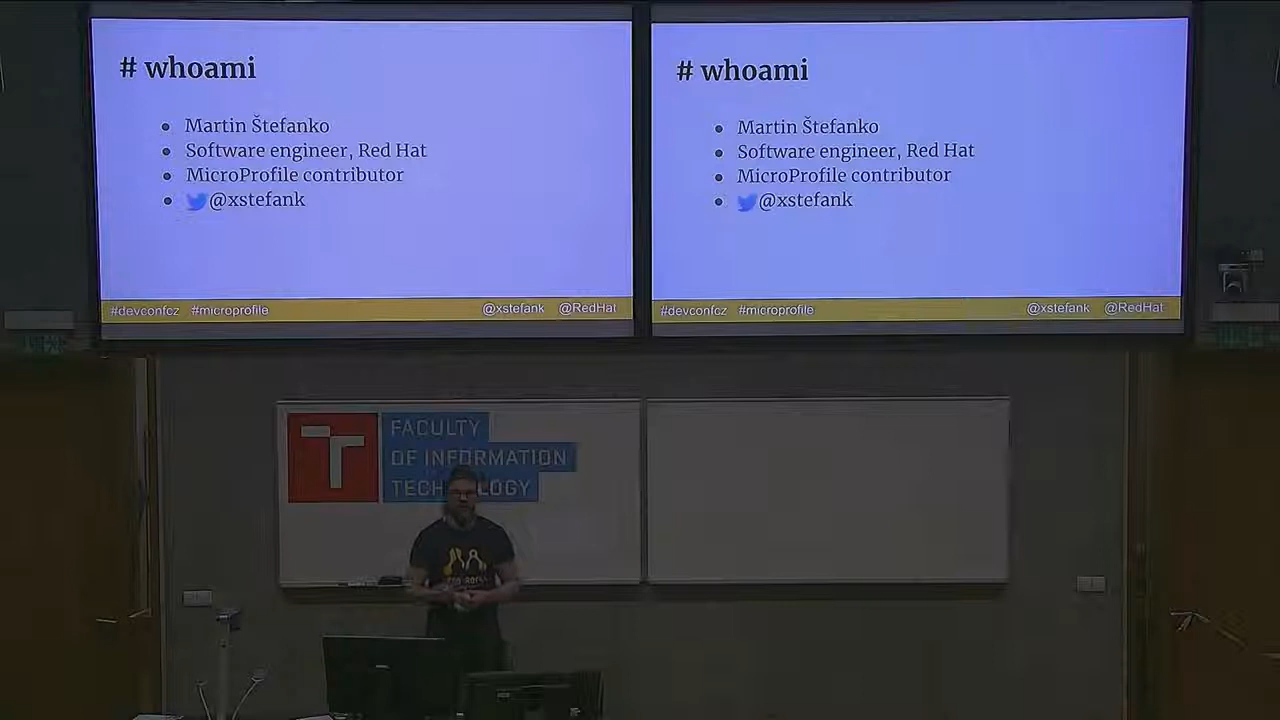 # whoami
Martin Štefanko
Software engineer, Red Hat
MicroProfile contributor
@xstefank
#devconfcz #microprofile @xstefank @RedHat
# whoami
Martin Štefanko
Software engineer, Red Hat
MicroProfile contributor
@xstefank
#devconfcz #microprofile @xstefank @RedHat
T
FACULTY
OF INFORMATION
LOGY